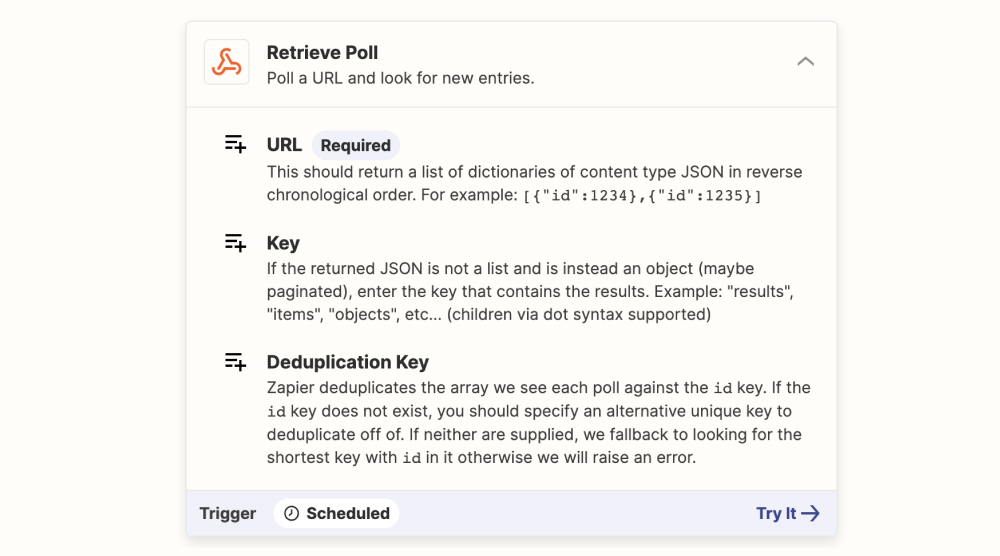 Retrieve Poll
Poll a URL and look for new entries.
URL Required
This should return a list of dictionaries of content type JSON in reverse
chronological order. For example: [{"id":1234},{"id":1235}]
Key
If the returned JSON is not a list and is instead an object (maybe
paginated), enter the key that contains the results. Example: "results",
"items", "objects", etc... (children via dot syntax supported)
Deduplication Key
Zapier deduplicates the array we see each poll against the id key. If the
id key does not exist, you should specify an alternative unique key to
deduplicate off of. If neither are supplied, we fallback to looking for the
shortest key with id in it otherwise we will raise an error.
Trigger Scheduled Try It